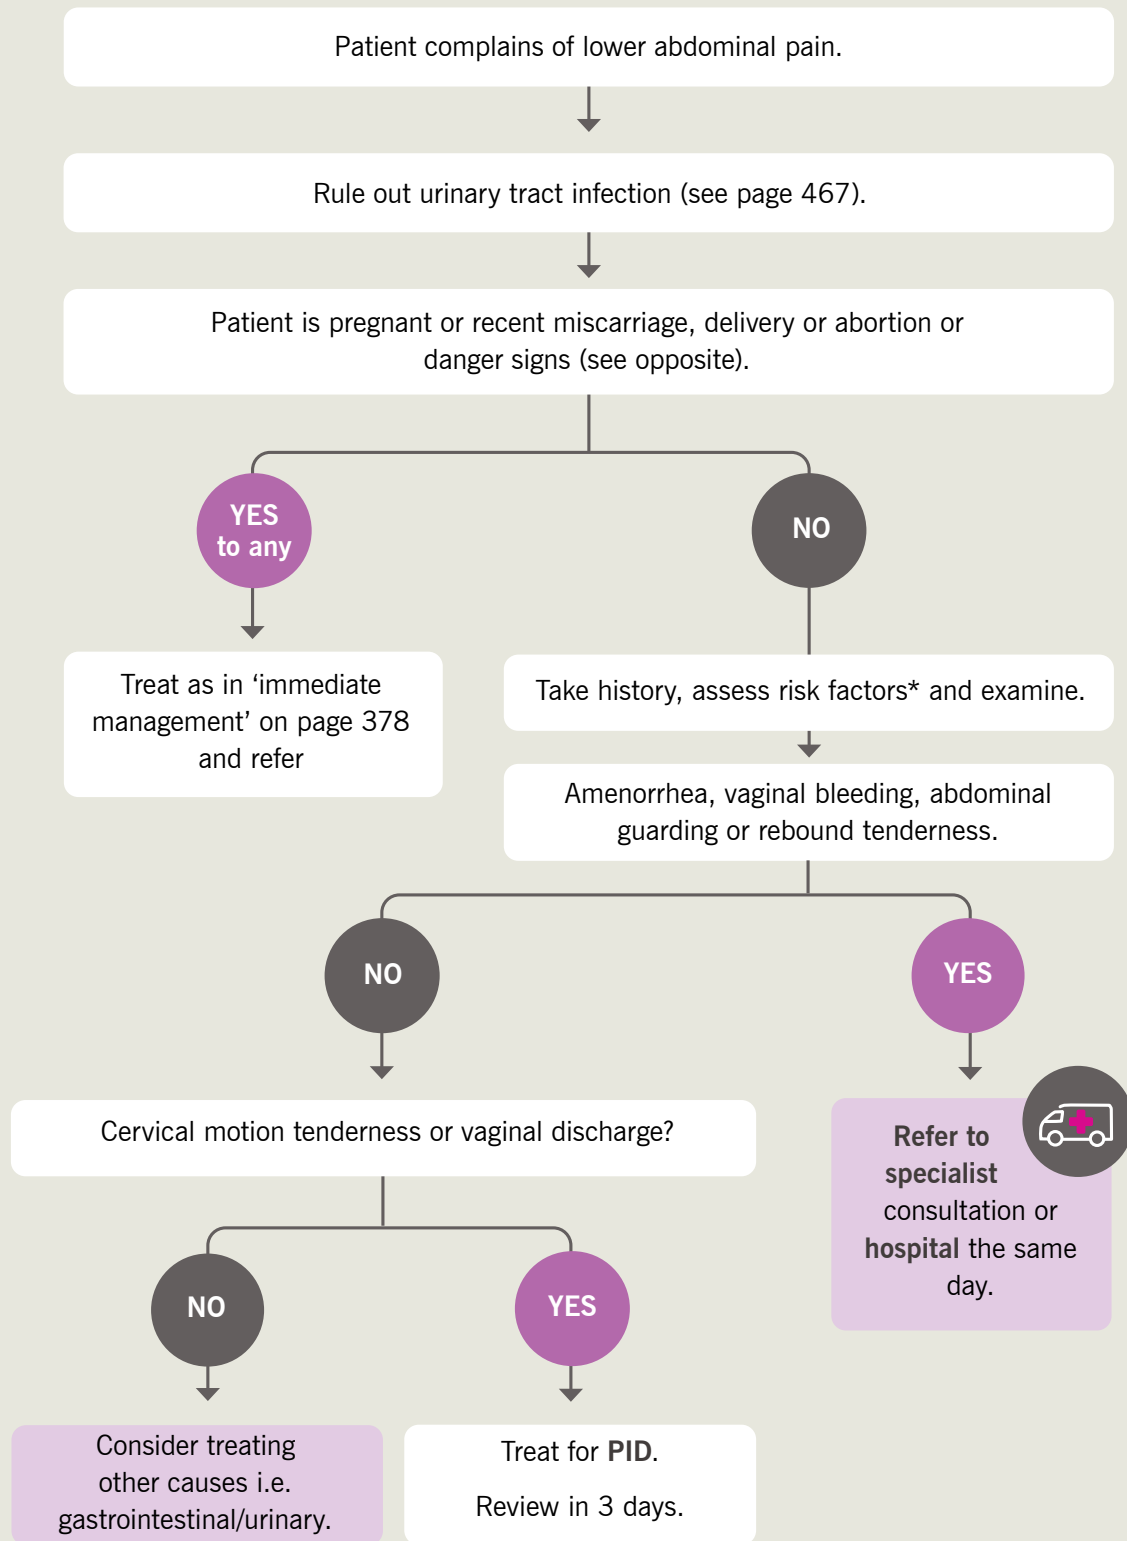 Patient complains of lower abdominal pain.
Rule out urinary tract infection (see page 467).
Patient is pregnant or recent miscarriage, delivery or abortion or
danger signs (see opposite).
YES
to any
NO
Treat as in ‘immediate
management’ on page 378
and refer
Take history, assess risk factors* and examine.
Amenorrhea, vaginal bleeding, abdominal
guarding or rebound tenderness.
NO
YES
Cervical motion tenderness or vaginal discharge?
Refer to
specialist
consultation or
hospital the same
day.
NO
YES
Consider treating
other causes i.e.
gastrointestinal/urinary.
Treat for PID.
Review in 3 days.